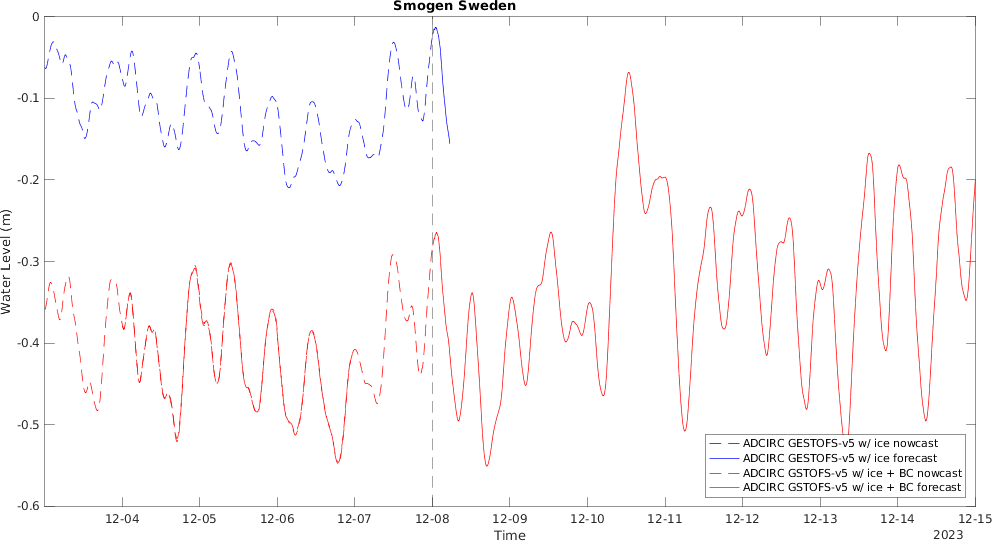 Smogen Sweden
0
-0.1
-0.2
-0.3
-0.4
-0.5
-0.6
Water Level (m)
12-04
12-05
12-06
12-07
12-08
12-09
12-10
12-11
12-12
12-13
12-14
12-15
Time
2023
ADCIRC GESTOFS-v5 w/ ice nowcast
ADCIRC GESTOFS-v5 w/ ice forecast
ADCIRC GSTOFS-v5 w/ ice + BC nowcast
ADCIRC GSTOFS-v5 w/ ice + BC forecast